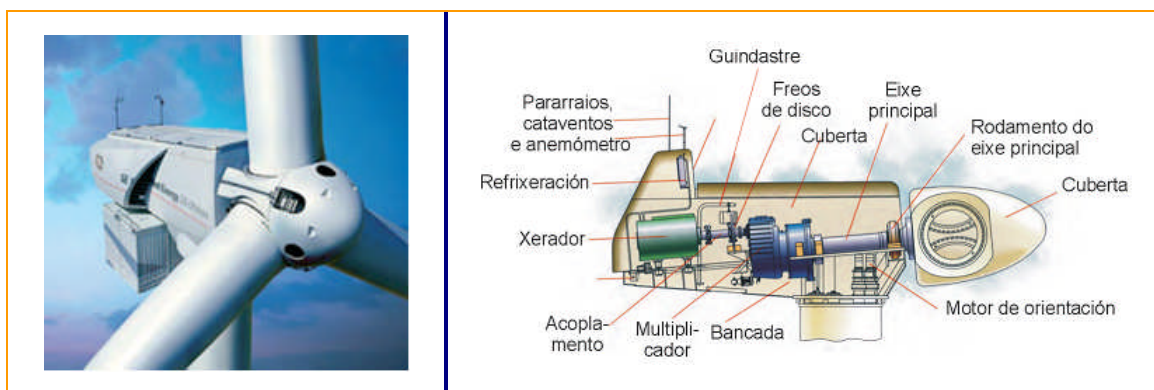 Guindastre
Pararraios,
cataventos
e anemómetro
Freos
de disco
Eixe
principal
Cuberta
Rodamento do
eixe principal
Refrixeración
Cuberta
Xerador
Motor de orientación
Acopla-
mento
Multipli-
cador
Bancada